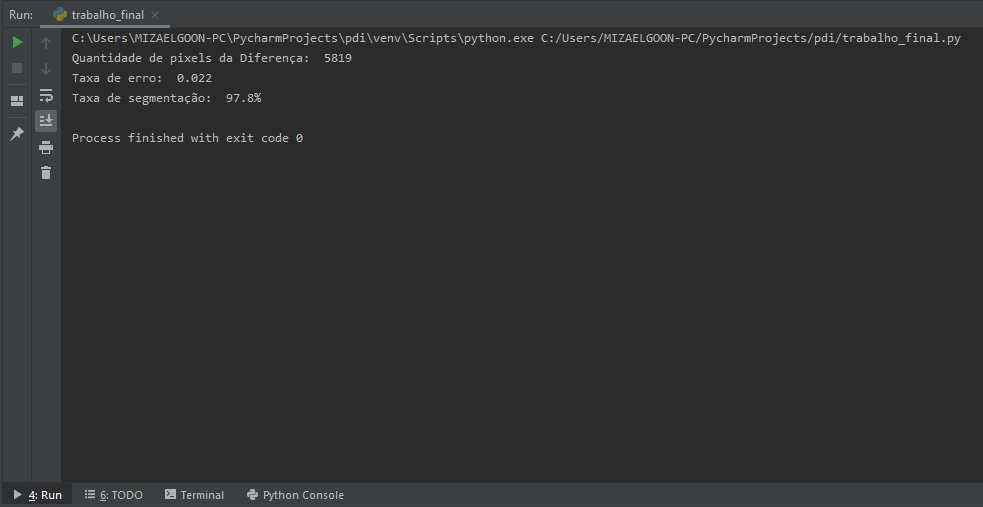 Run: trabalho_final
C:\Users\MIZAELGOON-PC\PycharmProjects\pdi\venv\Scripts\python.exe C:/Users/MIZAELGOON-PC/PycharmProjects/pdi/trabalho_final.py
Quantidade de pixels da Diferença:  5819
Taxa de erro:  0.022
Taxa de segmentação:  97.8%
Process finished with exit code 0
4: Run 6: TODO Terminal Python Console